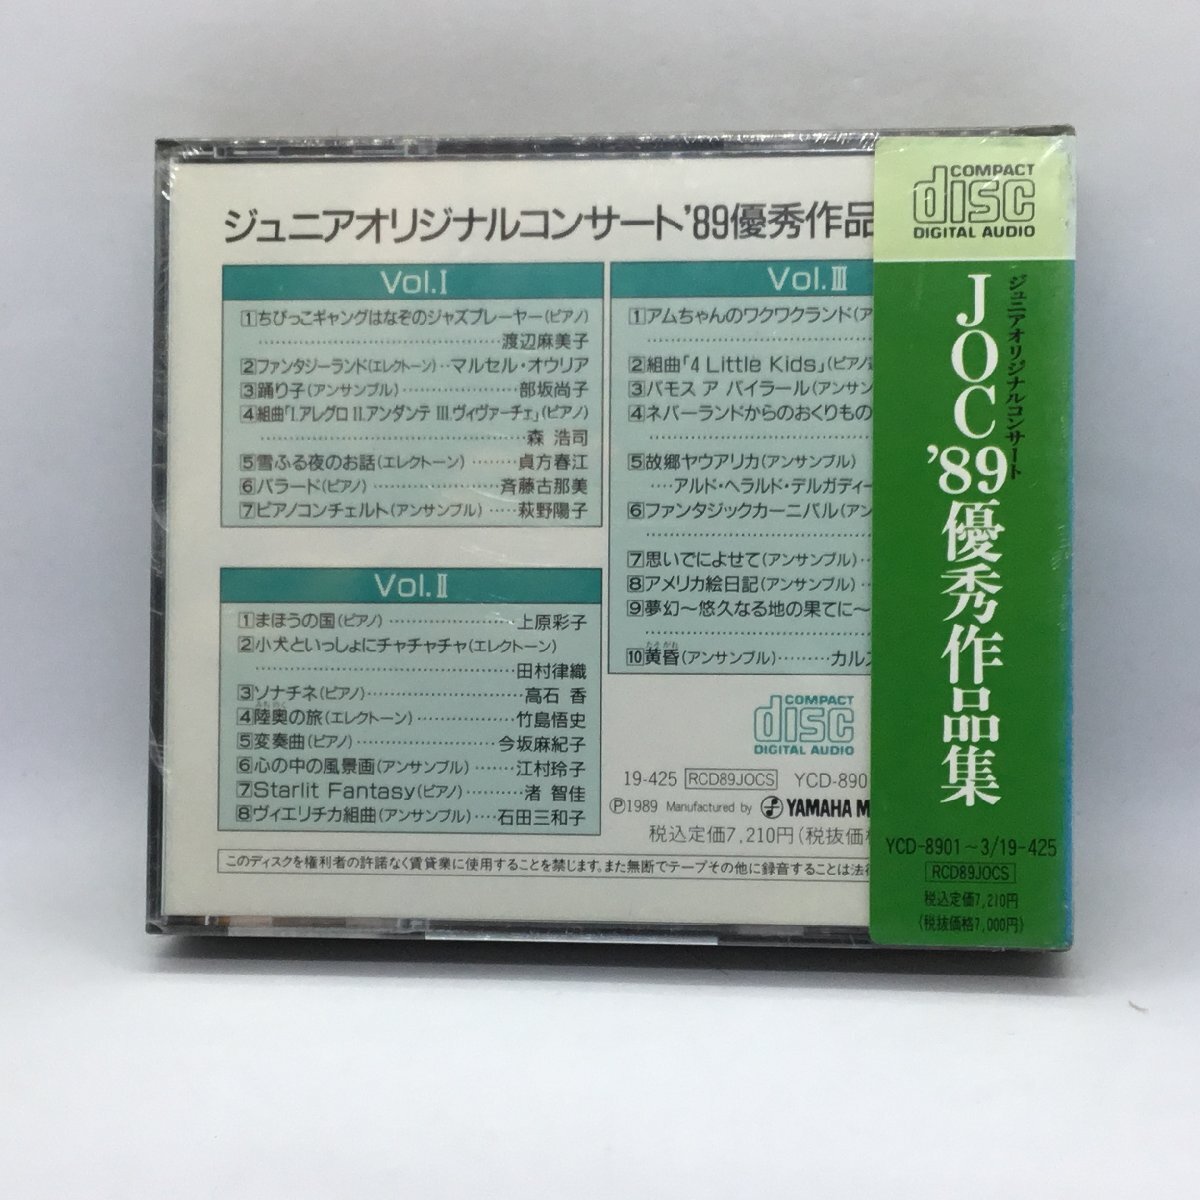 ジュニアオリジナルコンサート'89優秀作品
Vol.Ⅰ
1ちびっこギャングはなぞのジャズプレーヤー(ピアノ)
渡辺麻美子
2ファンタジーランド(エレクトーン)‥マルセル・オウリア
3踊り子(アンサンブル)‥‥‥‥‥‥部坂尚子
4組曲「Ⅰ.アレグロ Ⅱ.アンダンテ Ⅲ.ヴィヴァーチェ」(ピアノ)
森 浩司
5雪ふる夜のお話(エレクトーン)‥‥‥‥貞方春江
6バラード(ピアノ)‥‥‥‥‥‥斉藤古那美
7ピアノコンチェルト(アンサンブル)‥‥‥萩野陽子
Vol.Ⅱ
1まほうの国(ピアノ)‥‥‥‥‥‥上原彩子
2小犬といっしょにチャチャチャ(エレクトーン)
田村律織
3ソナチネ(ピアノ)‥‥‥‥‥‥高石 香
みちのく
4陸奥の旅(エレクトーン)‥‥‥‥‥‥竹島悟史
5変奏曲(ピアノ)‥‥‥‥‥‥今坂麻紀子
6心の中の風景画(アンサンブル)‥‥‥江村玲子
7Starlit Fantasy(ピアノ)‥‥‥‥渚 智佳
8ヴィエリチカ組曲(アンサンブル)‥‥石田三和子
Vol.Ⅲ
1アムちゃんのワクワクランド(ア
2組曲「4 Little Kids」(ピアノ
3バモス ア バイラール(アンサン
4ネバーランドからのおくりもの
5故郷ヤウアリカ(アンサンブル)
‥‥アルド・ヘラルド・デルガディー
6ファンタジックカーニバル(アン
7思いでによせて(アンサンブル)‥
8アメリカ絵日記(アンサンブル)‥
9夢幻〜悠久なる地の果てに〜
たそがれ
10黄昏(アンサンブル)‥‥‥‥カル
COMPACT
disc
DIGITAL AUDIO
19-425 RCD89JOCS YCD-890
Ⓟ1989 Manufactured by YAMAHA M
税込定価7,210円(税抜価
このディスクを権利者の許諾なく賃貸業に使用することを禁じます。また無断でテープその他に録音することは法
COMPACT
disc
DIGITAL AUDIO
ジュニアオリジナルコンサート
JOC'89優秀作品集
YCD-8901〜3/19-425
RCD89JOCS
税込定価7,210円
(税抜価格7,000円)